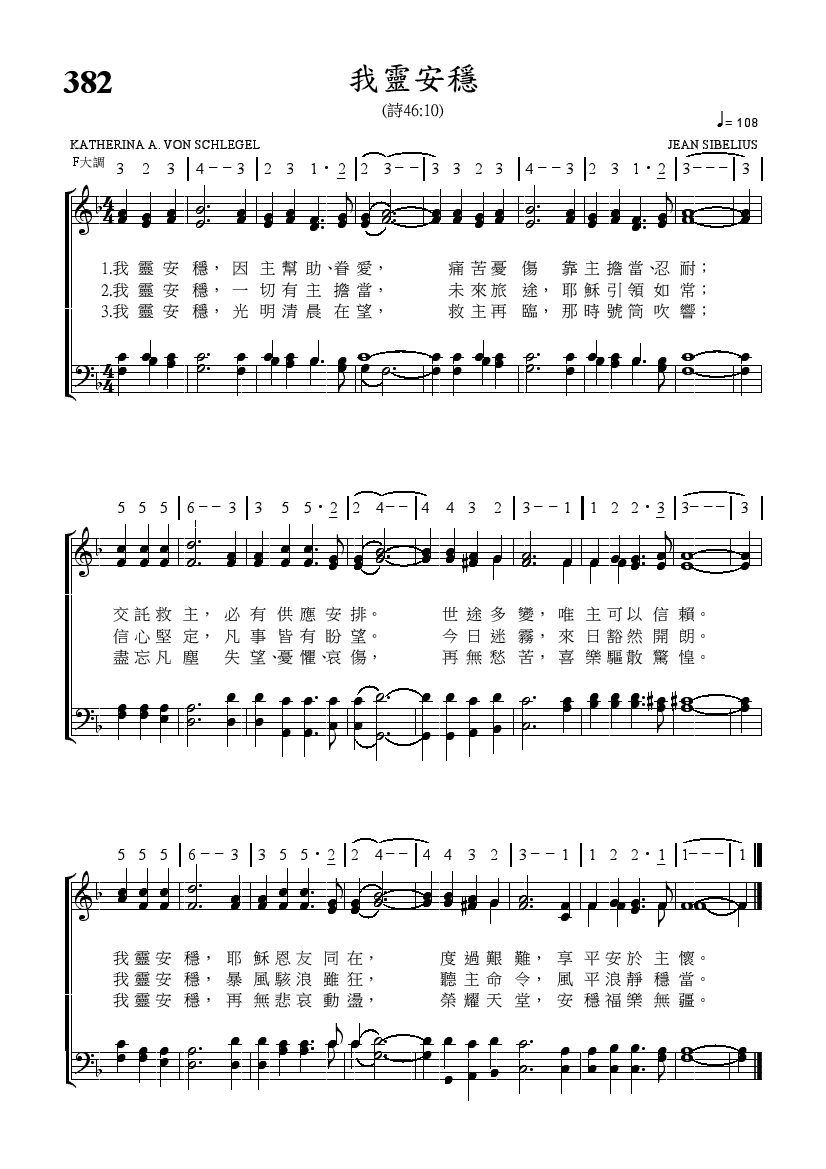 382
我靈安穩
(詩46:10)
♩= 108
KATHERINA A. VON SCHLEGEL
JEAN SIBELIUS
F大調
3 2 3 | 4 - - 3 | 2 3 1 · 2 | 2 3 - - | 3 3 2 3 | 4 - - 3 | 2 3 1 · 2 | 3 - - - | 3 |
1.我靈安穩，因主幫助、眷愛，痛苦憂傷 靠主擔當、忍耐；
2.我靈安穩，一切有主擔當，未來旅途，耶穌引領如常；
3.我靈安穩，光明清晨在望，救主再臨，那時號筒吹響；
5 5 5 | 6 - - 3 | 3 5 5 · 2 | 2 4 - - | 4 4 3 2 | 3 - - 1 | 1 2 2 · 3 | 3 - - - | 3 |
交託救主，必有供應安排。世途多變，唯主可以信賴。
信心堅定，凡事皆有盼望。今日迷霧，來日豁然開朗。
盡忘凡塵 失望、憂懼、哀傷，再無愁苦，喜樂驅散驚惶。
5 5 5 | 6 - - 3 | 3 5 5 · 2 | 2 4 - - | 4 4 3 2 | 3 - - 1 | 1 2 2 · 1 | 1 - - - | 1
我靈安穩，耶穌恩友同在，度過艱難，享平安於主懷。
我靈安穩，暴風駭浪雖狂，聽主命令，風平浪靜穩當。
我靈安穩，再無悲哀動盪，榮耀天堂，安穩福樂無疆。